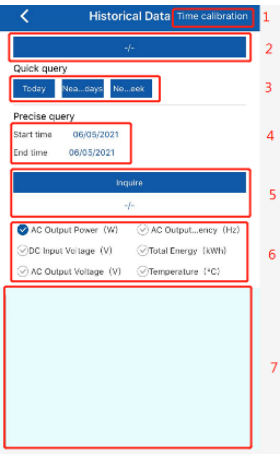 Historical Data Time calibration 1
-/- 2
Quick query
Today Nea...days Ne...eek 3
Precise query
Start time 06/05/2021 4
End time 06/05/2021
Inquire 5
-/-
AC Output Power (W) AC Output...ency (Hz)
DC Input Voltage (V) Total Energy (kWh) 6
AC Output Voltage (V) Temperature (°C)
7